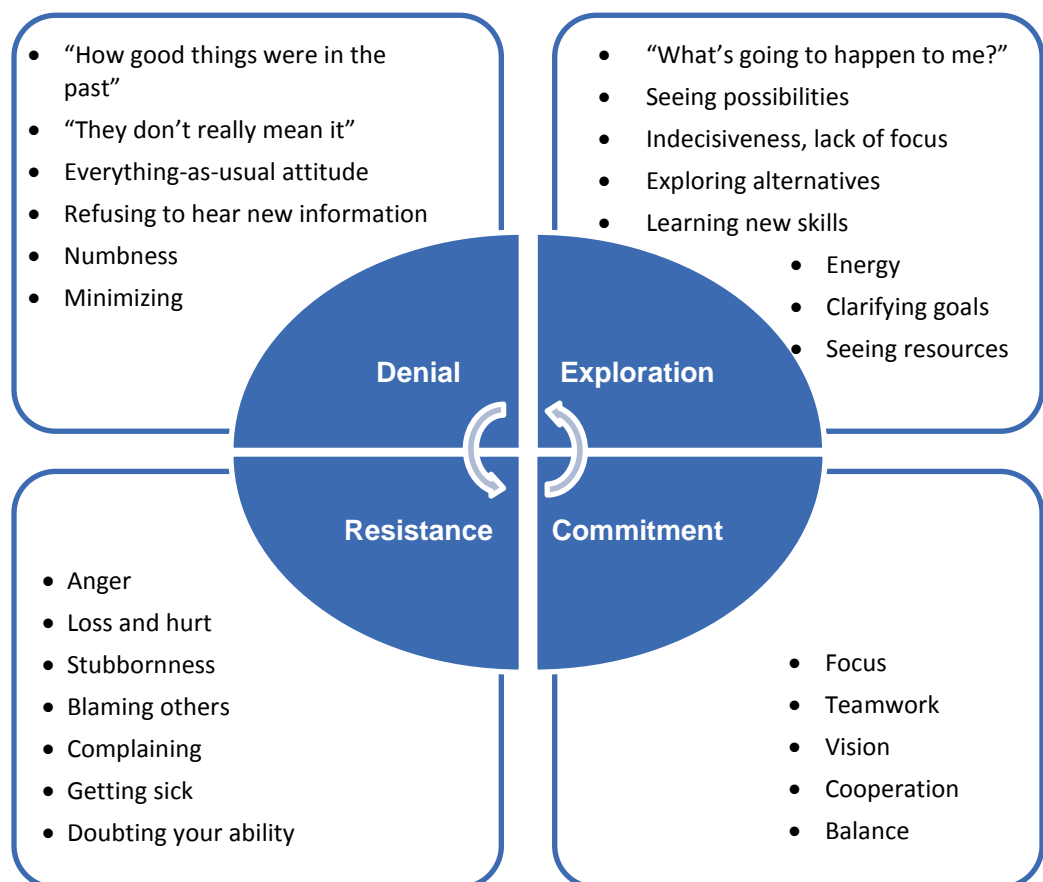 • “How good things were in the
past”
• “They don’t really mean it”
• Everything-as-usual attitude
• Refusing to hear new information
• Numbness
• Minimizing
• “What’s going to happen to me?”
• Seeing possibilities
• Indecisiveness, lack of focus
• Exploring alternatives
• Learning new skills
• Energy
• Clarifying goals
• Seeing resources
Denial
Exploration
Resistance
Commitment
• Anger
• Loss and hurt
• Stubbornness
• Blaming others
• Complaining
• Getting sick
• Doubting your ability
• Focus
• Teamwork
• Vision
• Cooperation
• Balance